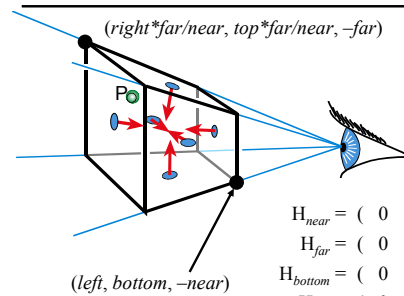 (right*far/near, top*far/near, –far)
P
H_near = ( 0
H_far = ( 0
(left, bottom, –near)
H_bottom = ( 0